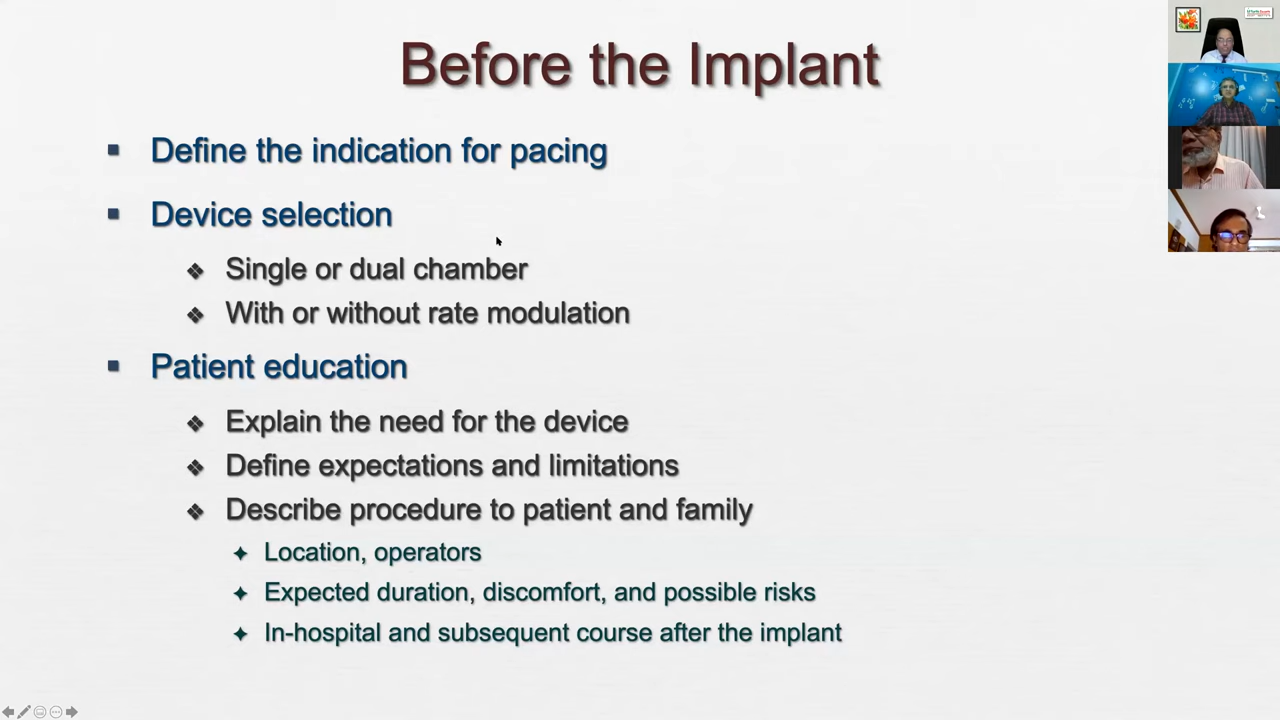 Before the Implant
Define the indication for pacing
Device selection
Single or dual chamber
With or without rate modulation
Patient education
Explain the need for the device
Define expectations and limitations
Describe procedure to patient and family
Location, operators
Expected duration, discomfort, and possible risks
In-hospital and subsequent course after the implant